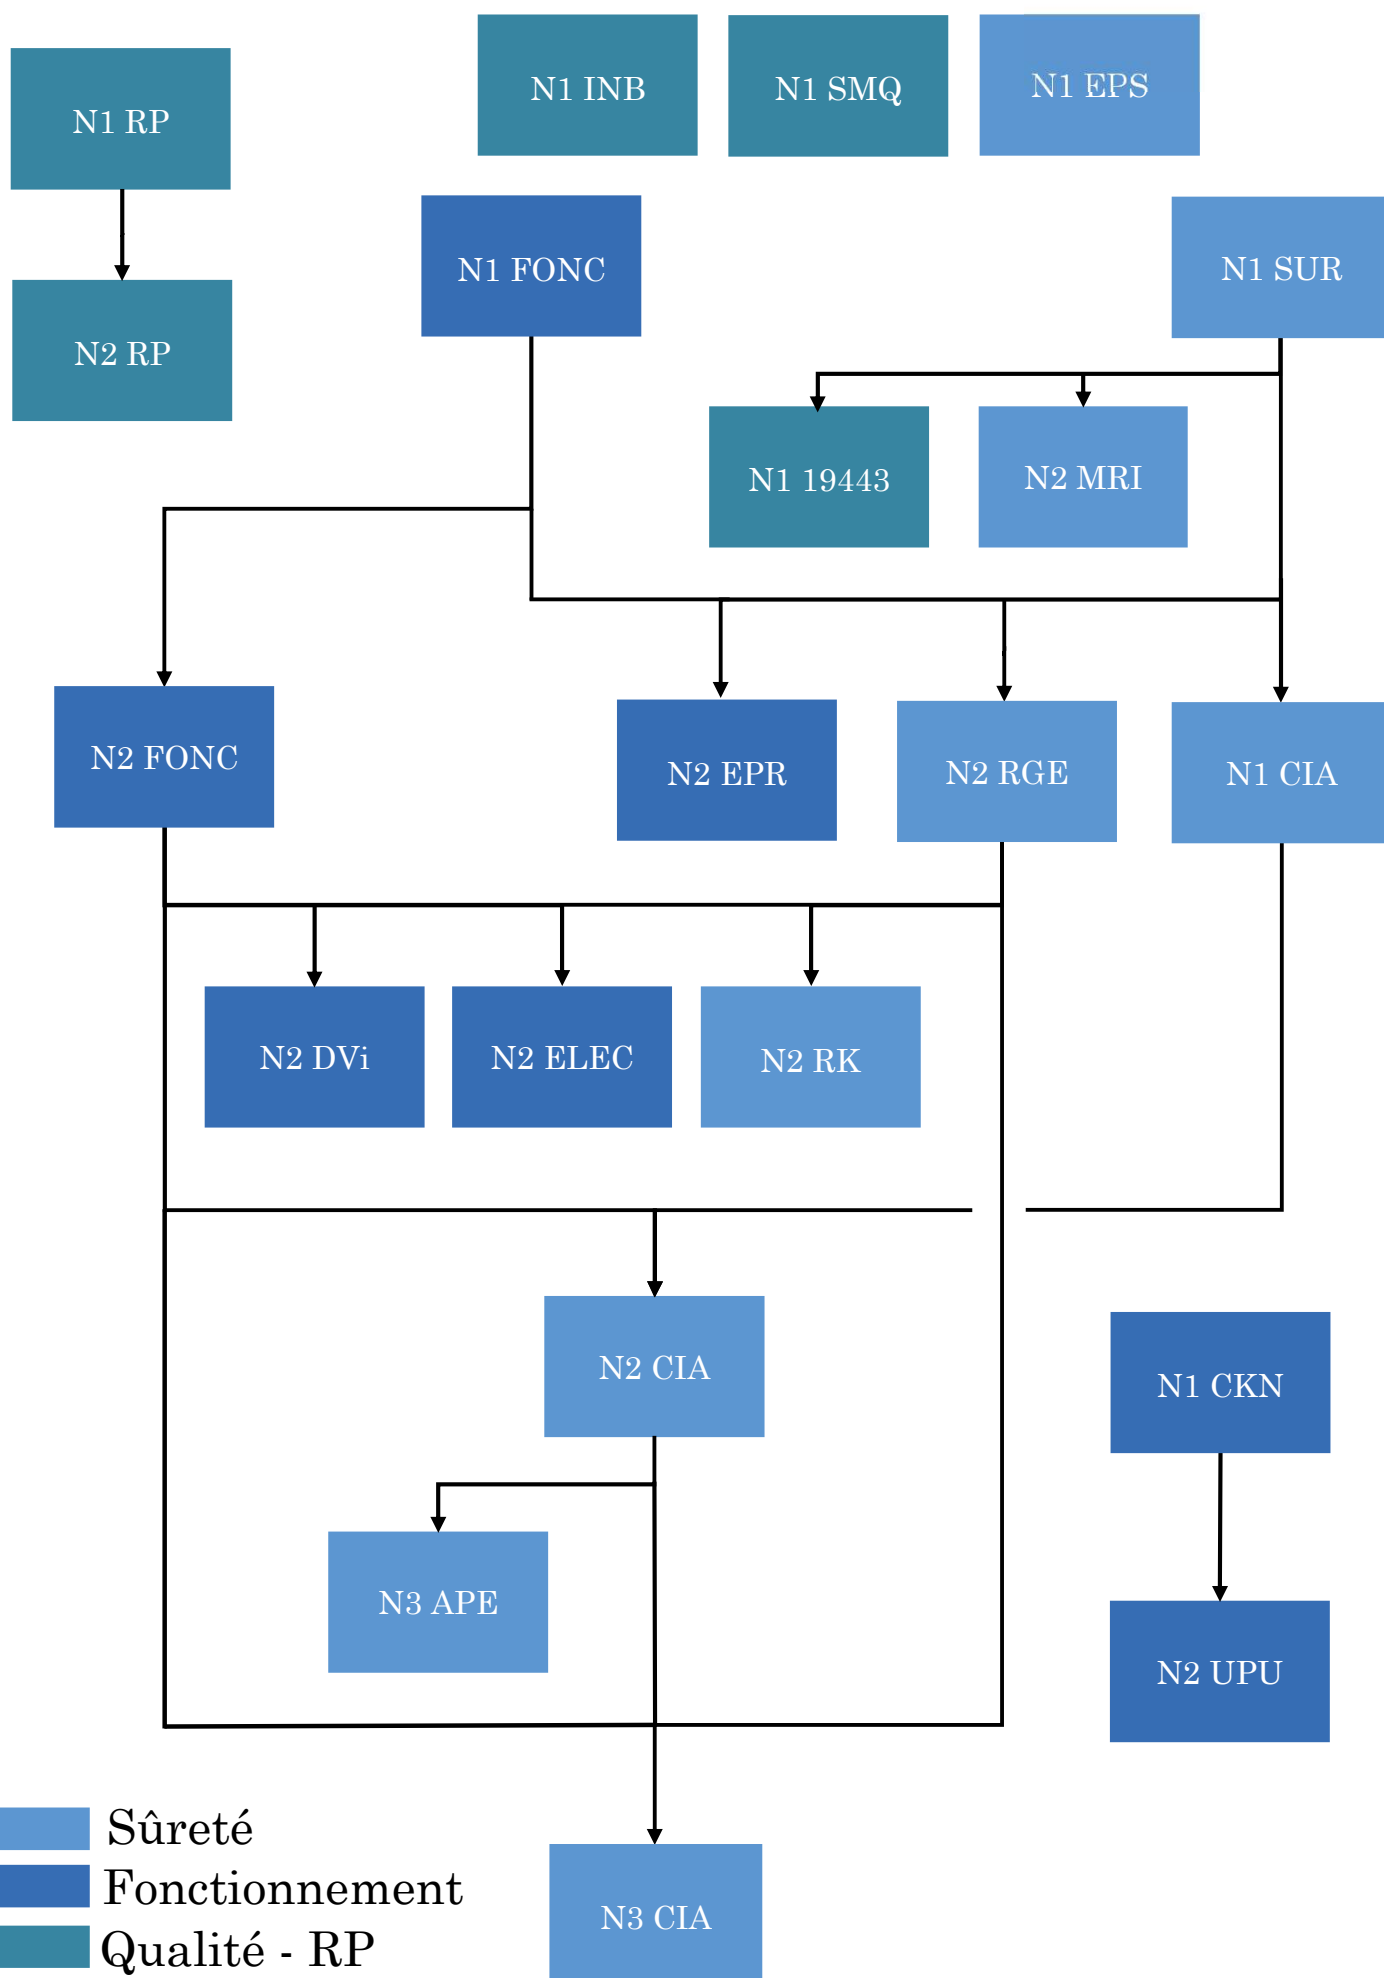 N1 INB
N1 SMQ
N1 EPS
N1 RP
N1 FONC
N1 SUR
N2 RP
N1 19443
N2 MRI
N2 FONC
N2 EPR
N2 RGE
N1 CIA
N2 DVi
N2 ELEC
N2 RK
N2 CIA
N1 CKN
N3 APE
N2 UPU
Sûreté
Fonctionnement
Qualité - RP
N3 CIA